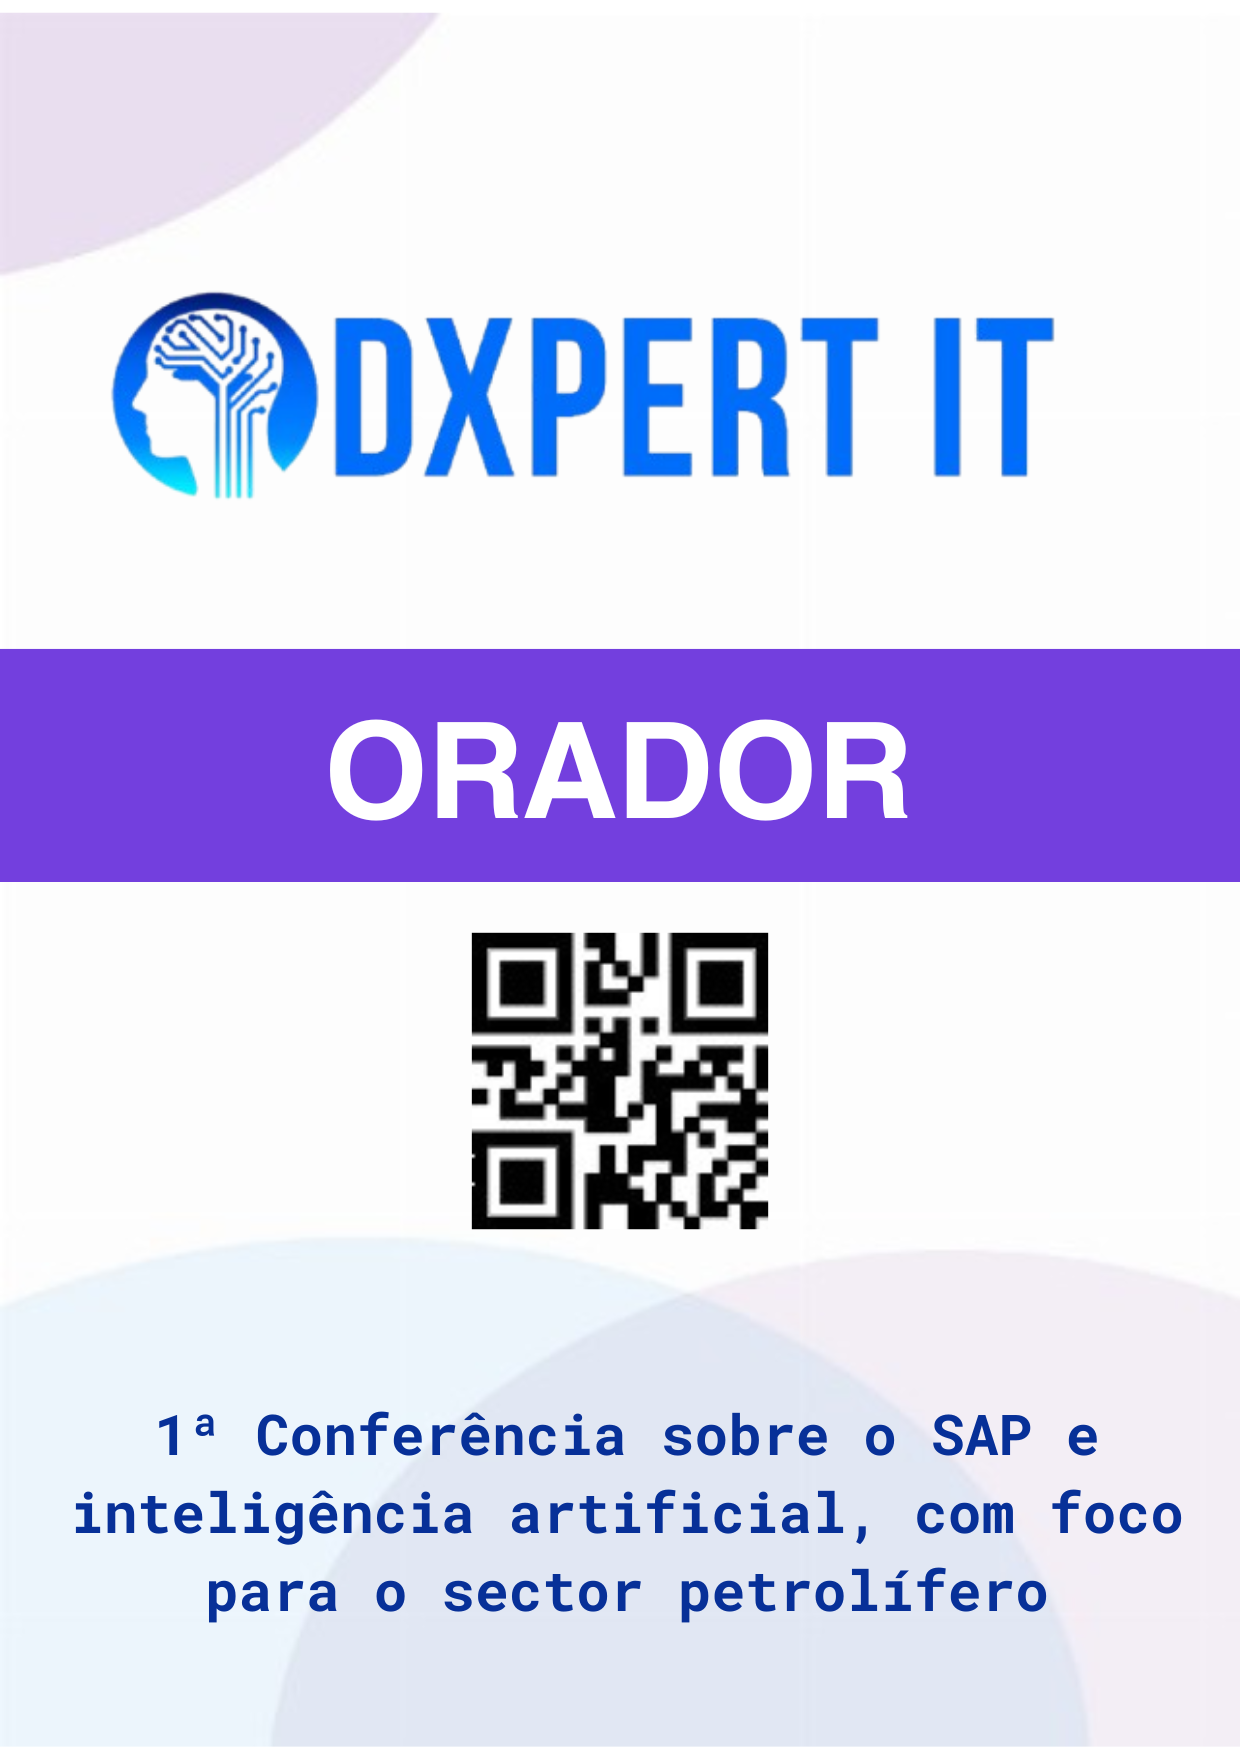 DXPERT IT
ORADOR
1ª Conferência sobre o SAP e
inteligência artificial, com foco
para o sector petrolífero